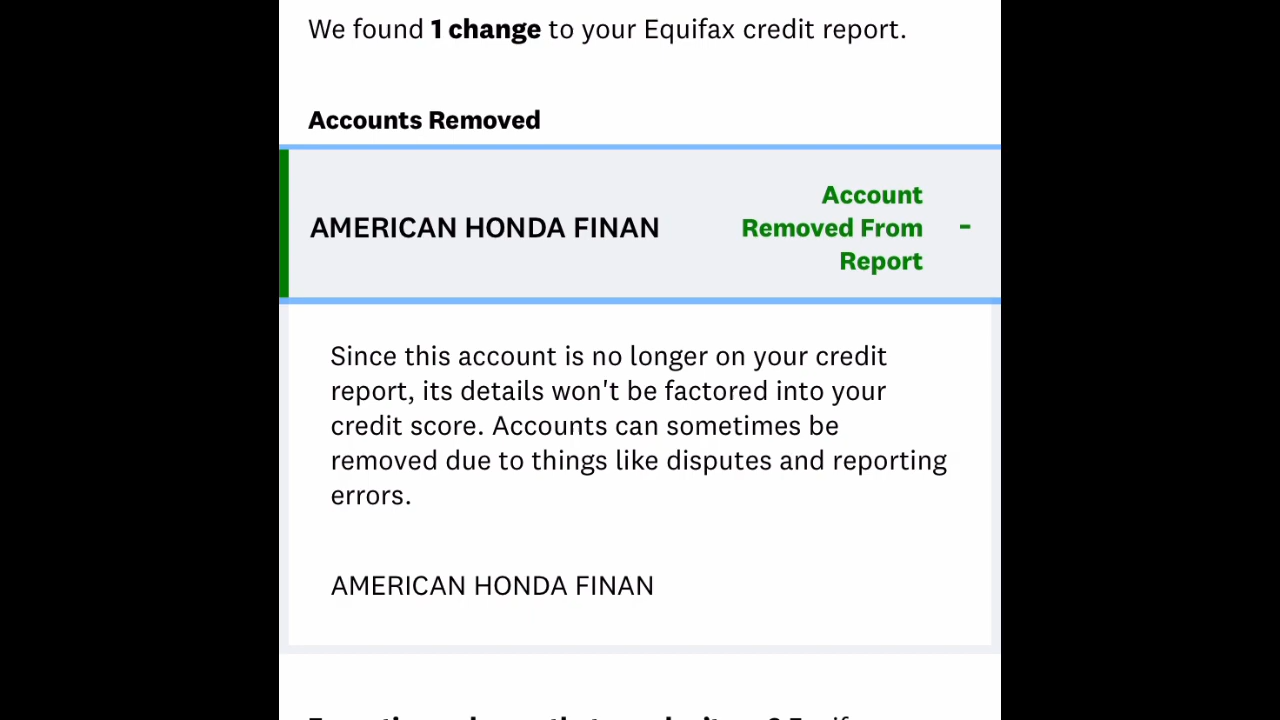 We found 1 change to your Equifax credit report.
Accounts Removed
AMERICAN HONDA FINAN
Account
Removed From
Report
-
Since this account is no longer on your credit
report, its details won't be factored into your
credit score. Accounts can sometimes be
removed due to things like disputes and reporting
errors.
AMERICAN HONDA FINAN